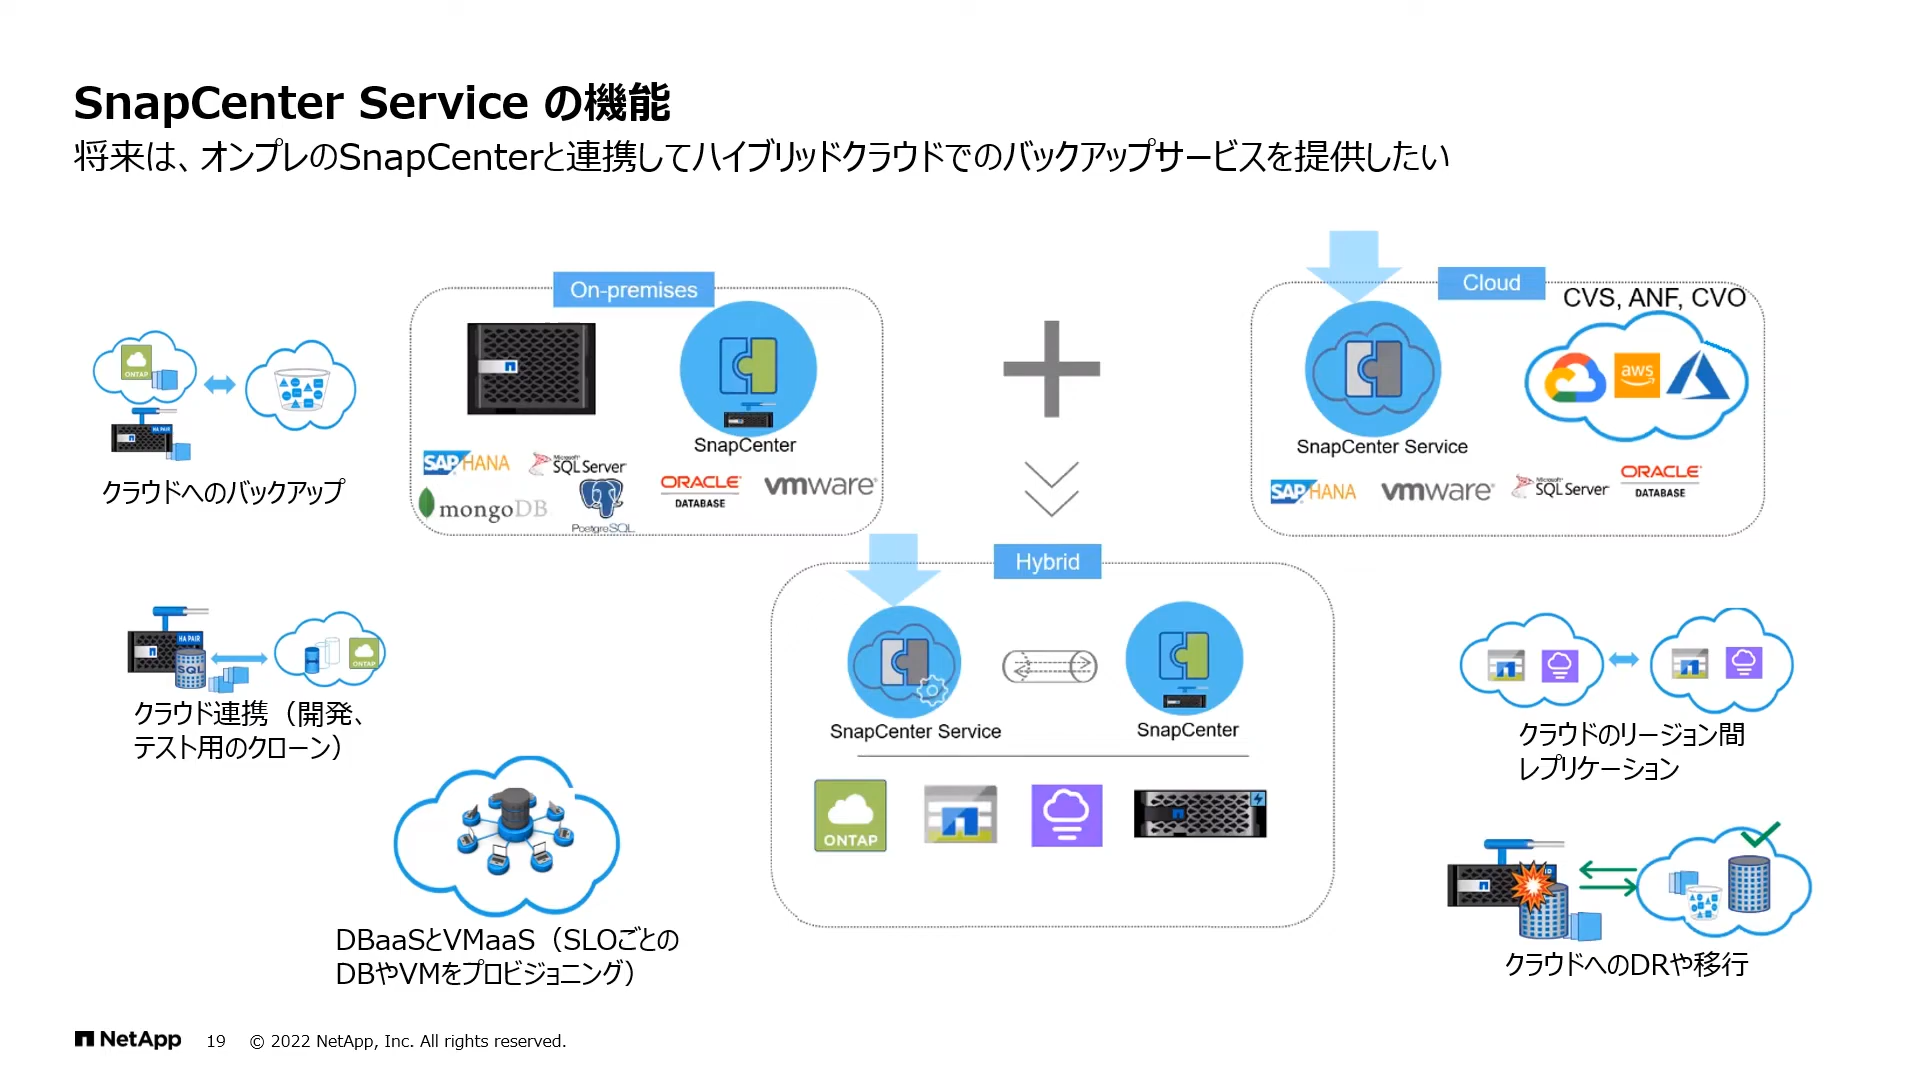 SnapCenter Service の機能
将来は、オンプレのSnapCenterと連携してハイブリッドクラウドでのバックアップサービスを提供したい
On-premises
SnapCenter
SAP HANA
Microsoft SQL Server
ORACLE DATABASE
vmware
mongoDB
PostgreSQL
Cloud
CVS, ANF, CVO
aws
SnapCenter Service
SAP HANA
vmware
Microsoft SQL Server
ORACLE DATABASE
ONTAP
HA PAIR
クラウドへのバックアップ
Hybrid
SnapCenter Service
SnapCenter
ONTAP
HA PAIR
SQL
ONTAP
クラウド連携（開発、
テスト用のクローン）
DBaaSとVMaaS（SLOごとの
DBやVMをプロビジョニング）
クラウドのリージョン間
レプリケーション
クラウドへのDRや移行
NetApp
19
© 2022 NetApp, Inc. All rights reserved.